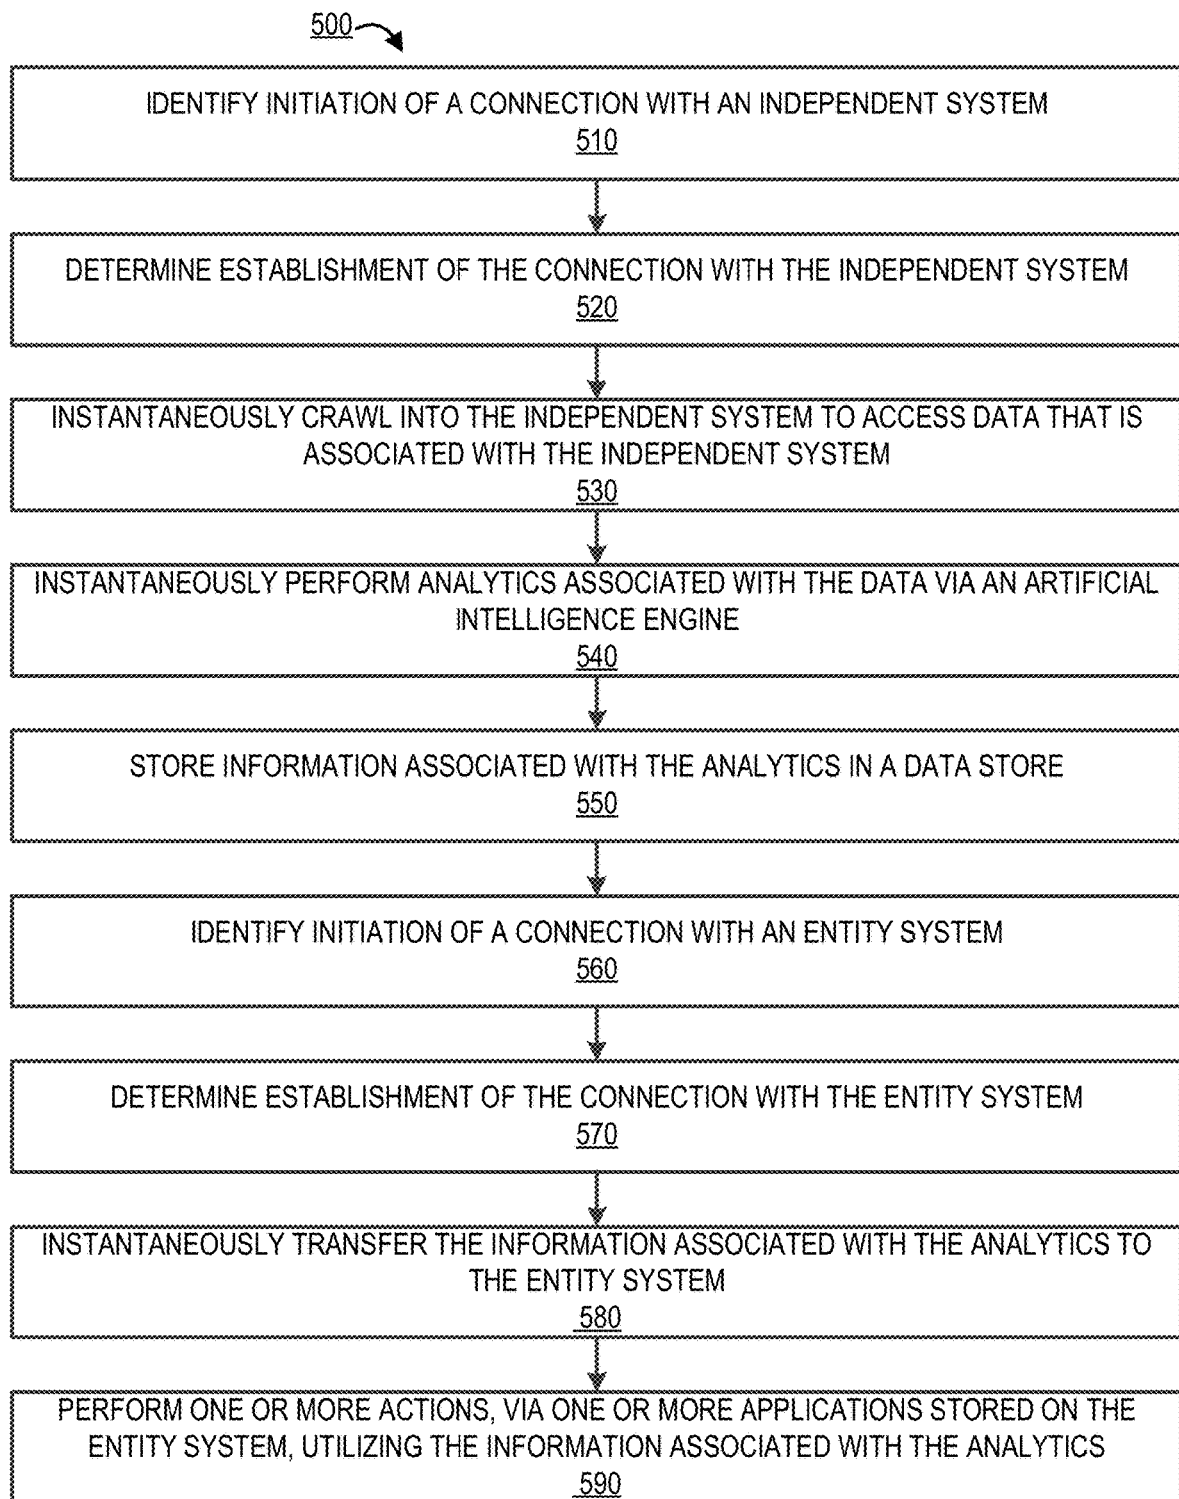 500
IDENTIFY INITIATION OF A CONNECTION WITH AN INDEPENDENT SYSTEM
510
DETERMINE ESTABLISHMENT OF THE CONNECTION WITH THE INDEPENDENT SYSTEM
520
INSTANTANEOUSLY CRAWL INTO THE INDEPENDENT SYSTEM TO ACCESS DATA THAT IS
ASSOCIATED WITH THE INDEPENDENT SYSTEM
530
INSTANTANEOUSLY PERFORM ANALYTICS ASSOCIATED WITH THE DATA VIA AN ARTIFICIAL
INTELLIGENCE ENGINE
540
STORE INFORMATION ASSOCIATED WITH THE ANALYTICS IN A DATA STORE
550
IDENTIFY INITIATION OF A CONNECTION WITH AN ENTITY SYSTEM
560
DETERMINE ESTABLISHMENT OF THE CONNECTION WITH THE ENTITY SYSTEM
570
INSTANTANEOUSLY TRANSFER THE INFORMATION ASSOCIATED WITH THE ANALYTICS TO
THE ENTITY SYSTEM
580
PERFORM ONE OR MORE ACTIONS, VIA ONE OR MORE APPLICATIONS STORED ON THE
ENTITY SYSTEM, UTILIZING THE INFORMATION ASSOCIATED WITH THE ANALYTICS
590